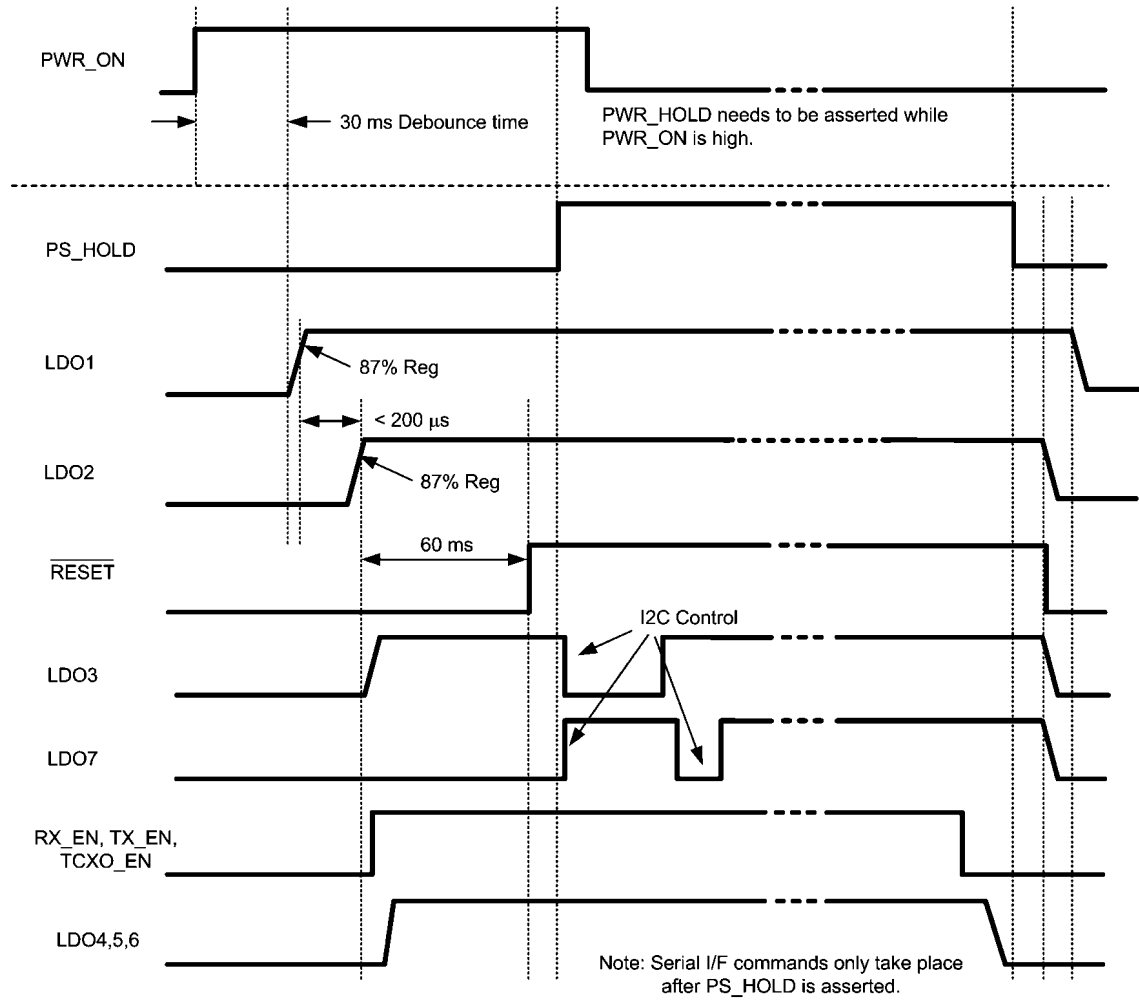 PWR_ON
30 ms Debounce time
PWR_HOLD needs to be asserted while
PWR_ON is high.
PS_HOLD
LDO1
87% Reg
< 200 μs
LDO2
87% Reg
60 ms
RESET
I2C Control
LDO3
LDO7
RX_EN, TX_EN,
TCXO_EN
LDO4,5,6
Note: Serial I/F commands only take place
after PS_HOLD is asserted.